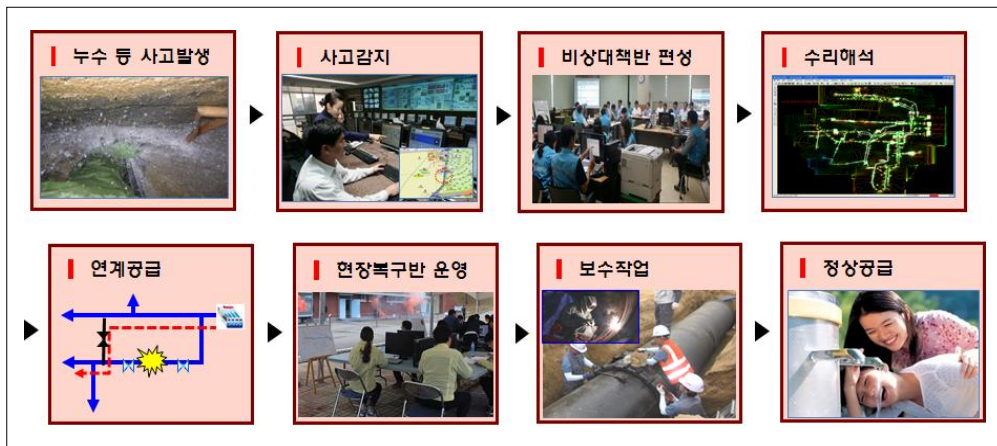 누수 등 사고발생
사고감지
비상대책반 편성
수리해석
연계공급
현장복구반 운영
보수작업
정상공급